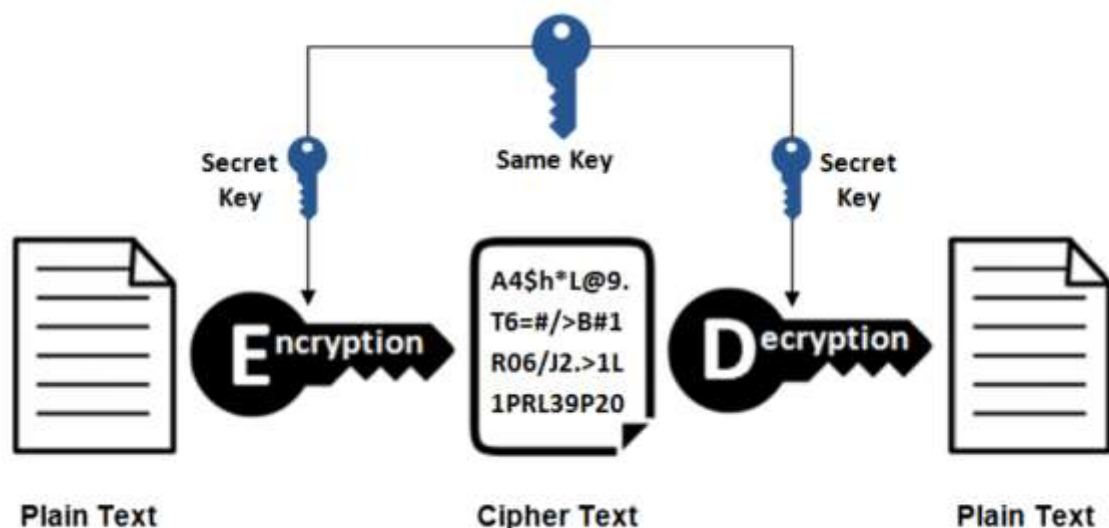 Same Key
Secret
Key
Secret
Key
Encryption
A4$h*L@9.
T6=#/>B#1
R06/J2.>1L
1PRL39P20
Decryption
Plain Text
Cipher Text
Plain Text